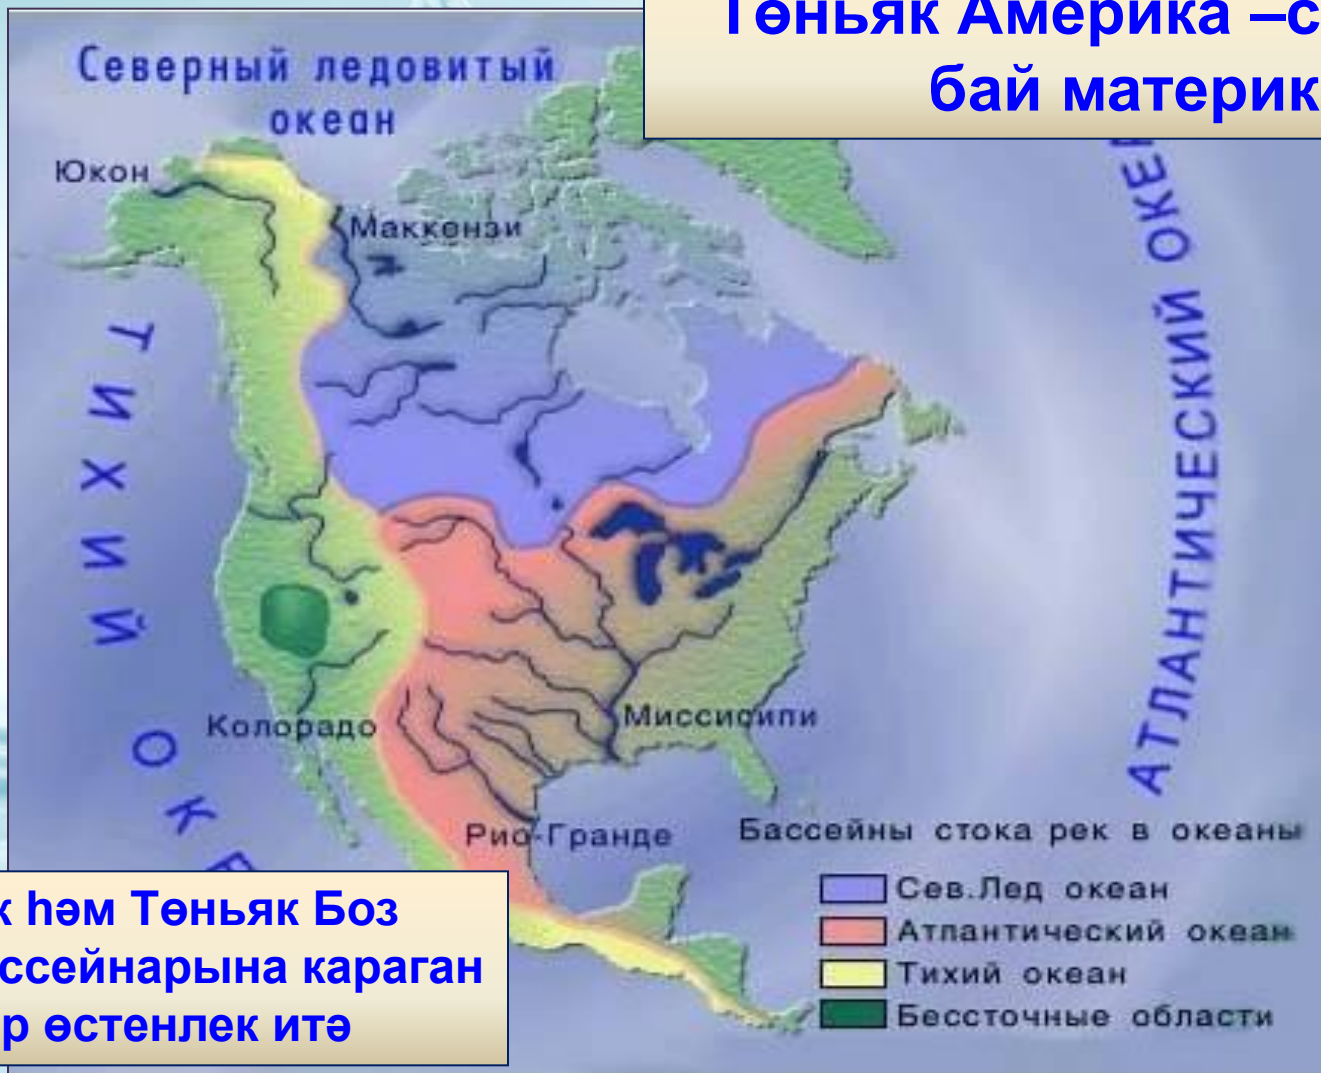 Төньяк Америка –с
бай материк
Северный ледовитый
океан
Юкон
Маккензи
ТИХИЙ ОКЕ
АТЛАНТИЧЕСКИЙ ОКЕ
Колорадо
Миссисипи
Рио-Гранде
Бассейны стока рек в океаны
Сев.Лед океан
Атлантический океан
Тихий океан
Бессточные области
к һәм Төньяк Боз
ссейнарына караган
р өстенлек итә